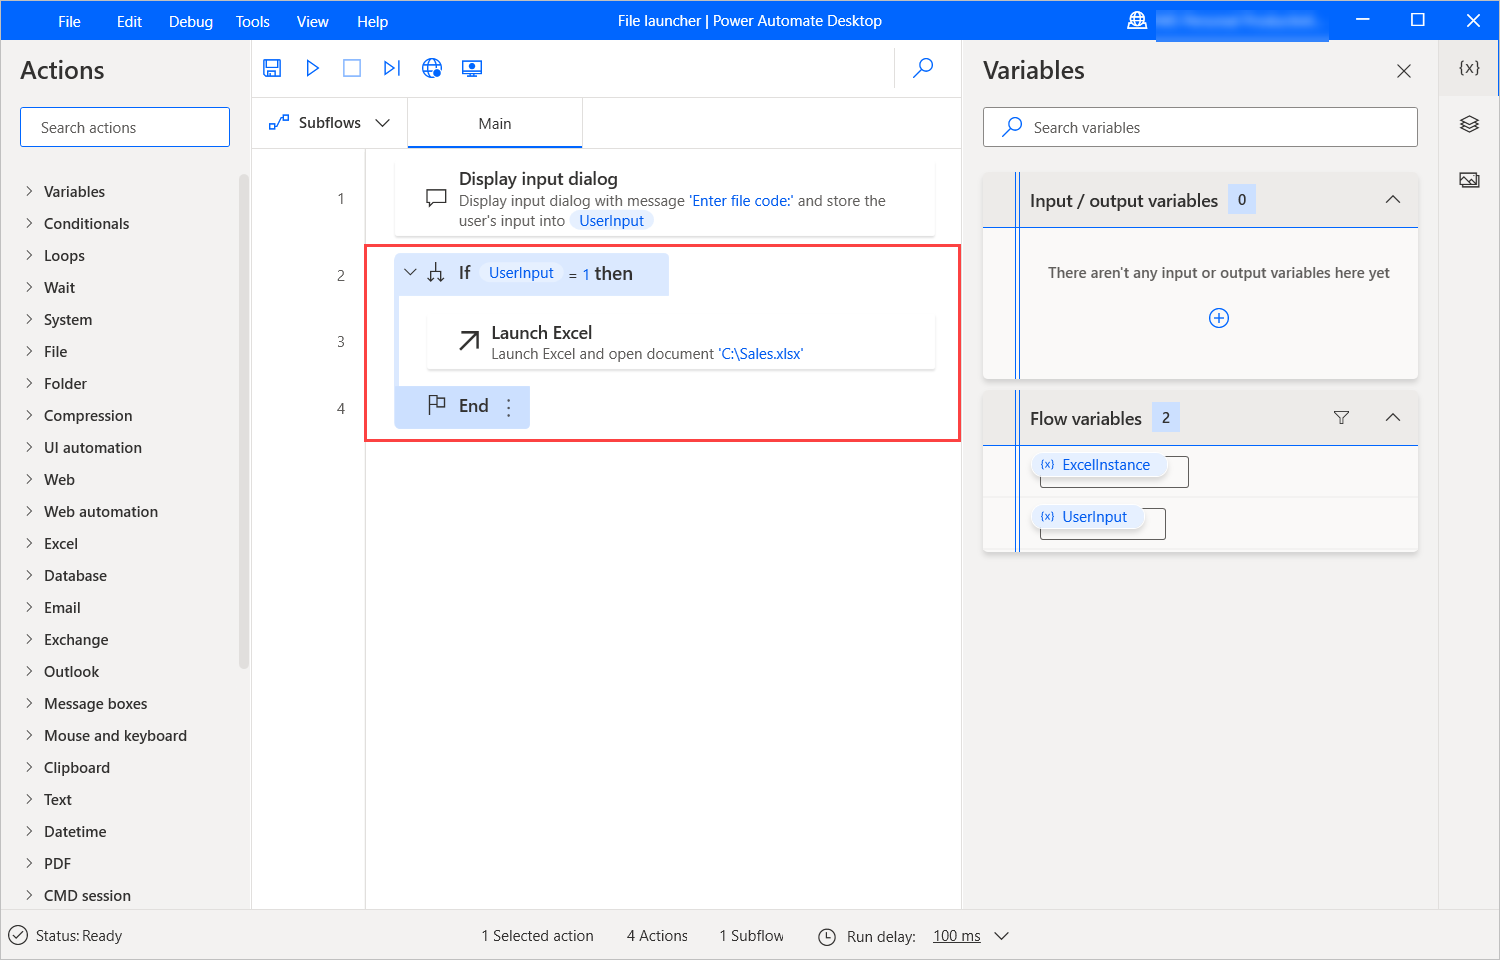 File Edit Debug Tools View Help File launcher | Power Automate Desktop
Actions
Search actions
Variables
Conditionals
Loops
Wait
System
File
Folder
Compression
UI automation
Web
Web automation
Excel
Database
Email
Exchange
Outlook
Message boxes
Mouse and keyboard
Clipboard
Text
Datetime
PDF
CMD session
Subflows Main
1 Display input dialog
Display input dialog with message 'Enter file code:' and store the
user's input into UserInput
2 If UserInput = 1 then
3 Launch Excel
Launch Excel and open document 'C:\Sales.xlsx'
4 End
Variables
{x}
Search variables
Input / output variables 0
There aren't any input or output variables here yet
Flow variables 2
{x} ExcelInstance
{x} UserInput
Status: Ready 1 Selected action 4 Actions 1 Subflow Run delay: 100 ms